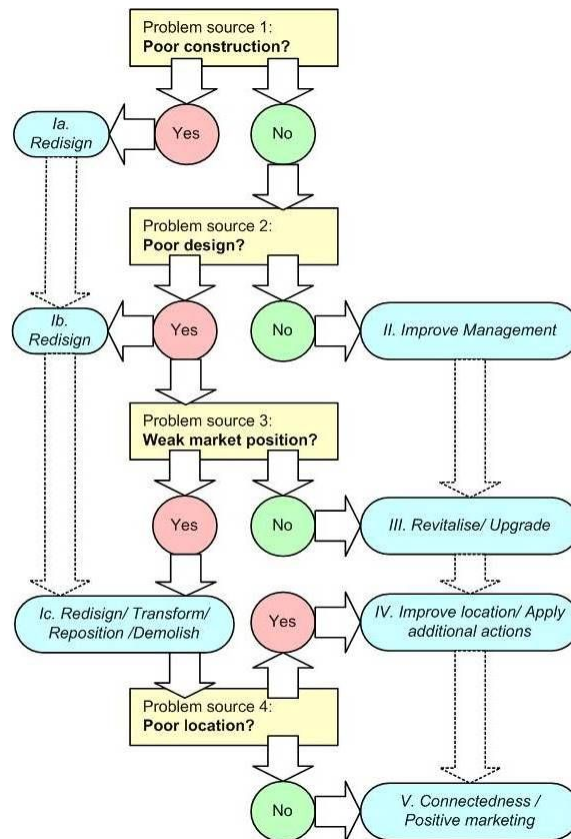 Problem source 1:
Poor construction?
Ia.
Redisign
Yes
No
Problem source 2:
Poor design?
Ib.
Redisign
Yes
No
II. Improve Management
Problem source 3:
Weak market position?
Yes
No
III. Revitalise/ Upgrade
Ic. Redisign/ Transform/
Reposition /Demolish
Yes
IV. Improve location/ Apply
additional actions
Problem source 4:
Poor location?
No
V. Connectedness /
Positive marketing